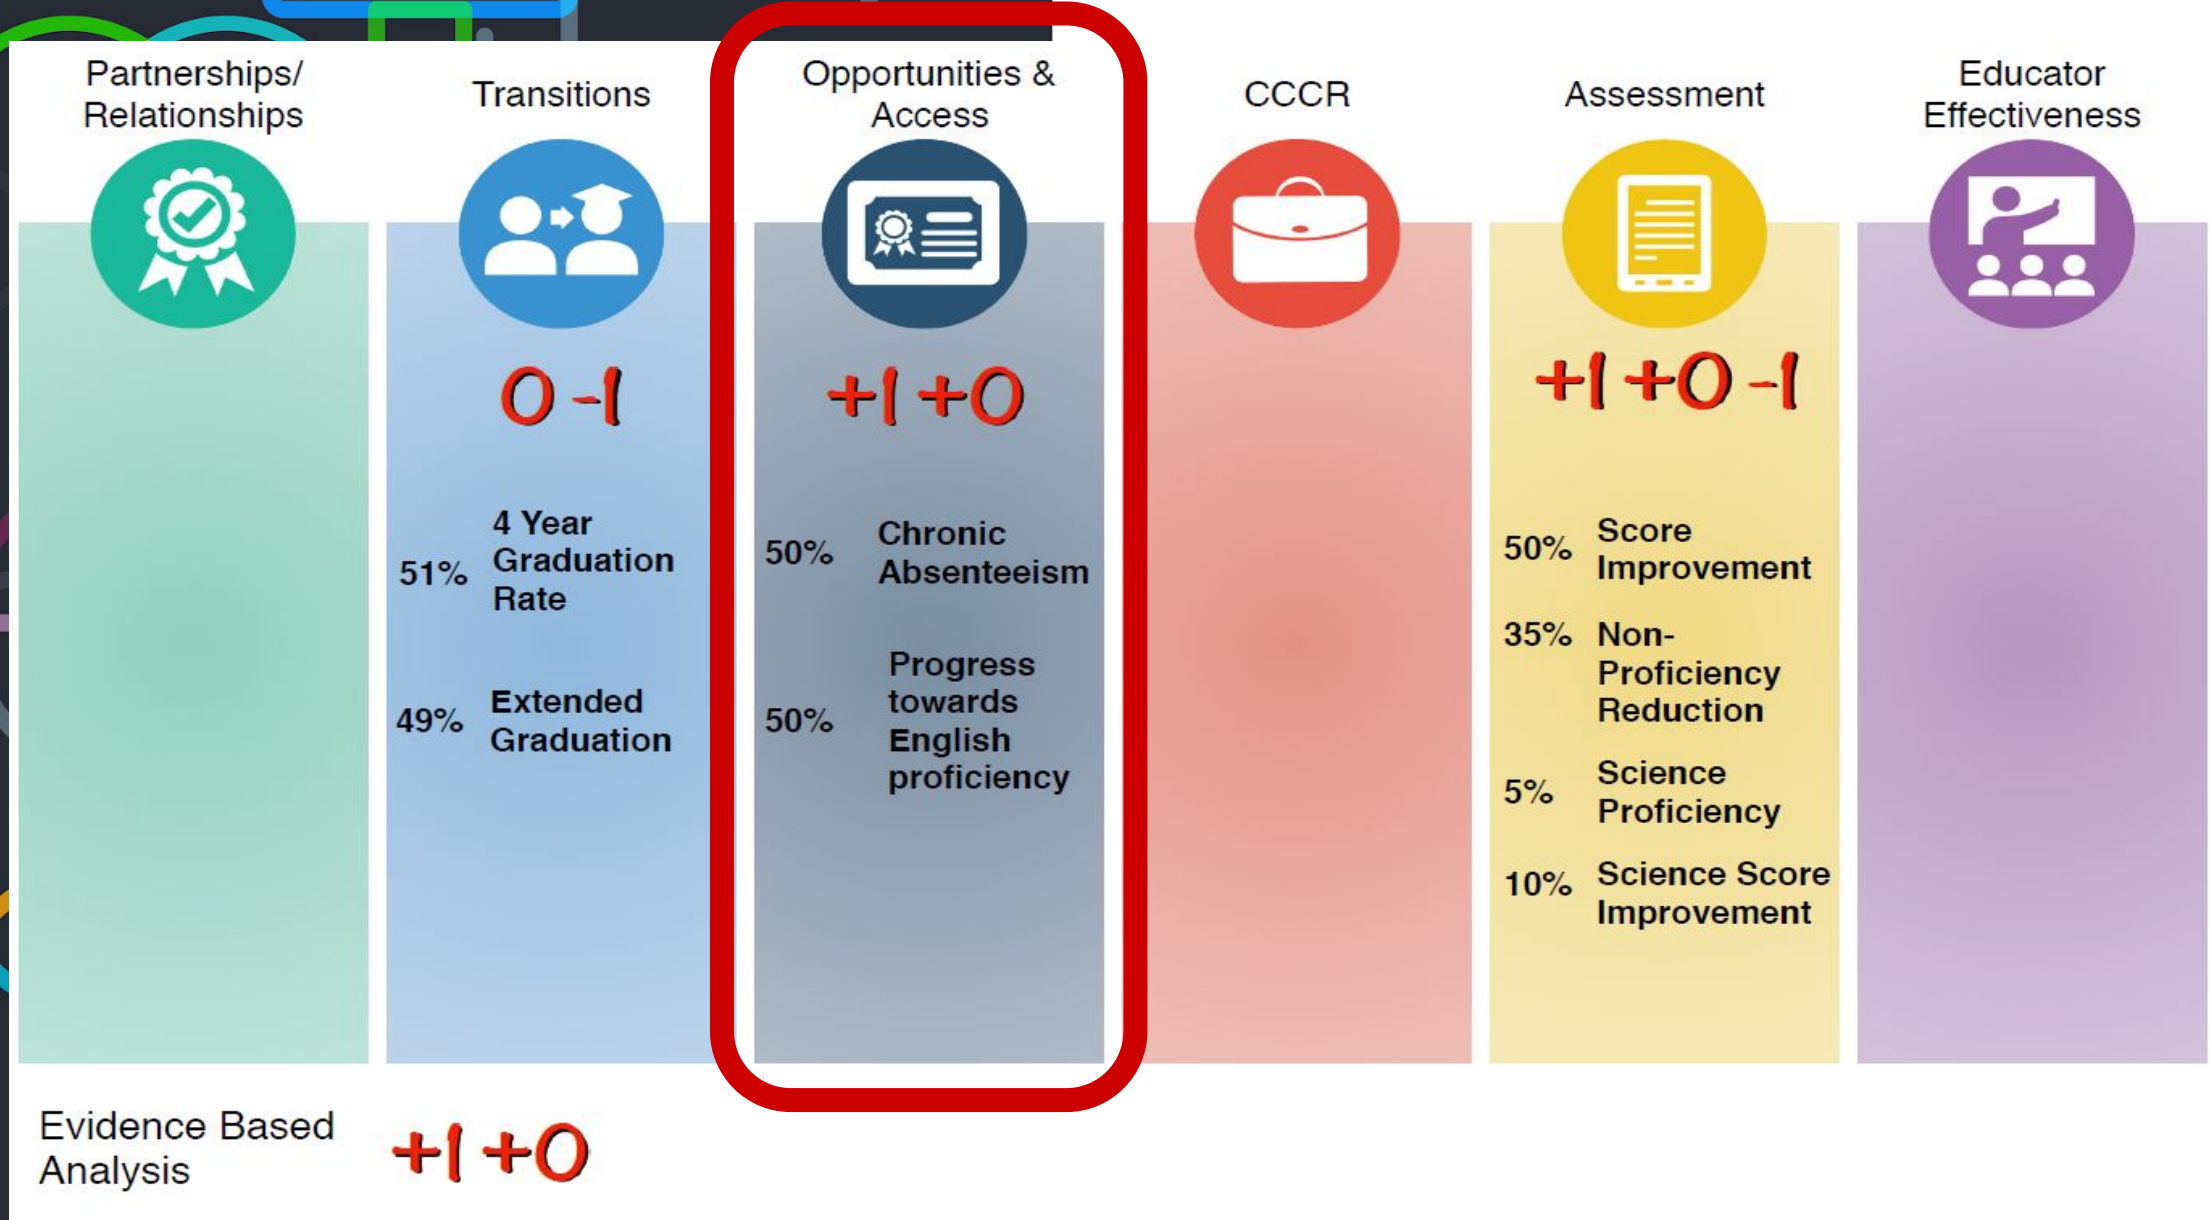 Partnerships/
Relationships
Transitions
0 -1
51%
4 Year
Graduation
Rate
49%
Extended
Graduation
Opportunities &
Access
+1 +0
50%
Chronic
Absenteeism
50%
Progress
towards
English
proficiency
CCCR
Assessment
+1 +0 -1
50%
Score
Improvement
35%
Non-
Proficiency
Reduction
5%
Science
Proficiency
10%
Science Score
Improvement
Educator
Effectiveness
Evidence Based
Analysis
+1 +0